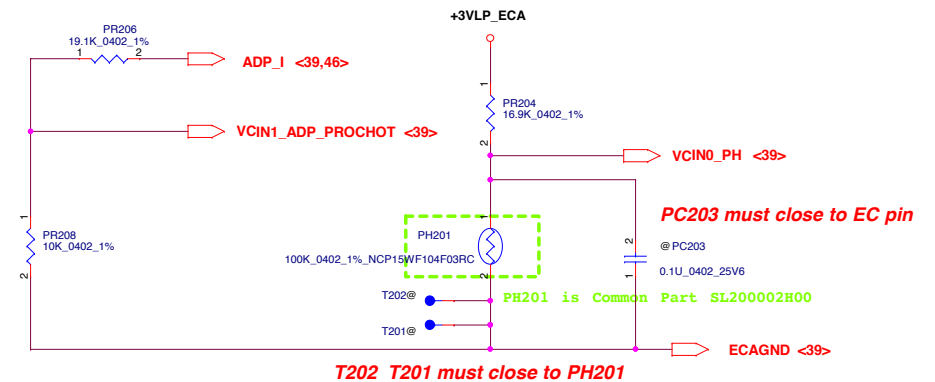 +3VLP_ECA
PR206
19.1K_0402_1%
1
2
ADP_I <39,46>
1
PR204
16.9K_0402_1%
2
VCIN1_ADP_PROCHOT <39>
VCIN0_PH <39>
1
PR208
10K_0402_1%
2
1
PH201
100K_0402_1%_NCP15WF104F03RC
2
PC203 must close to EC pin
2
@ PC203
1
0.1U_0402_25V6
T202@
PH201 is Common Part SL200002H00
T201@
ECAGND <39>
T202 T201 must close to PH201